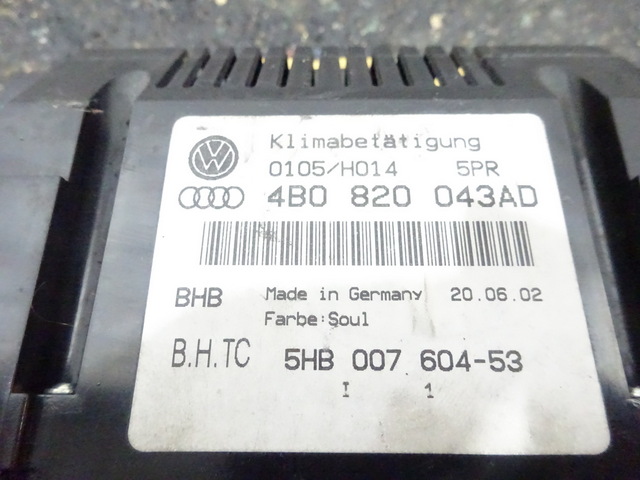 Klimabetätigung
0105/H014 5PR
4B0 820 043AD
BHB Made in Germany 20.06.02
Farbe:Soul
B.H.TC 5HB 007 604-53
I 1